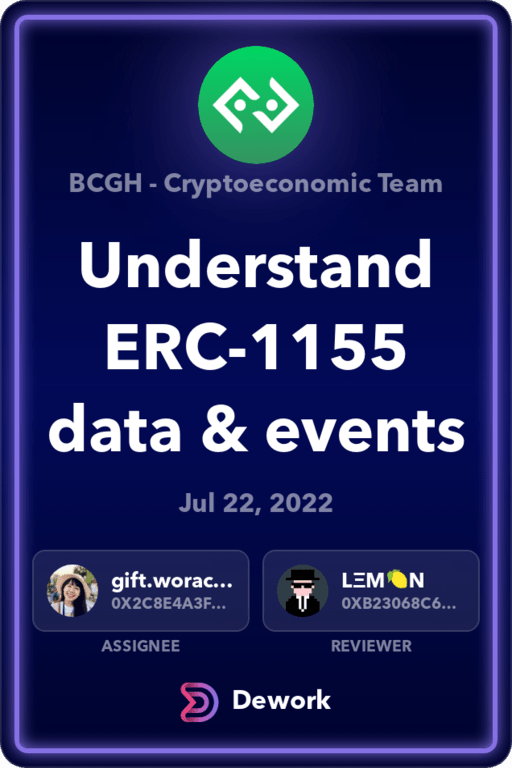 BCGH - Cryptoeconomic Team
Understand
ERC-1155
data & events
Jul 22, 2022
gift.worac...
0X2C8E4A3F...
LΞM🍋N
0XB23068C6...
ASSIGNEE
REVIEWER
Dework